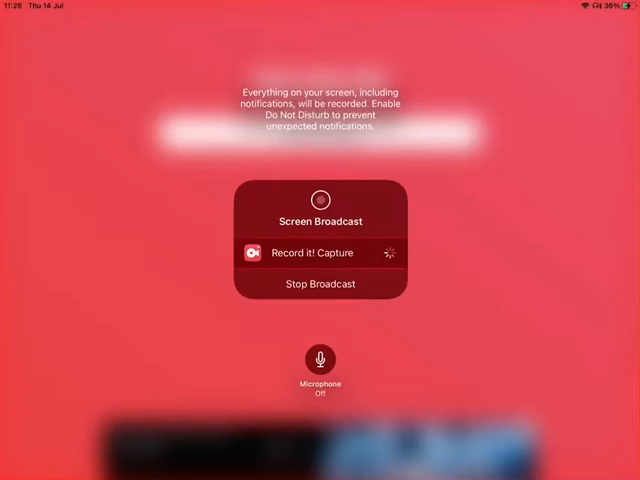 11:26 Thu 14 Jul 36%
Everything on your screen, including
notifications, will be recorded. Enable
Do Not Disturb to prevent
unexpected notifications.
Screen Broadcast
Record it! Capture
Stop Broadcast
Microphone
Off